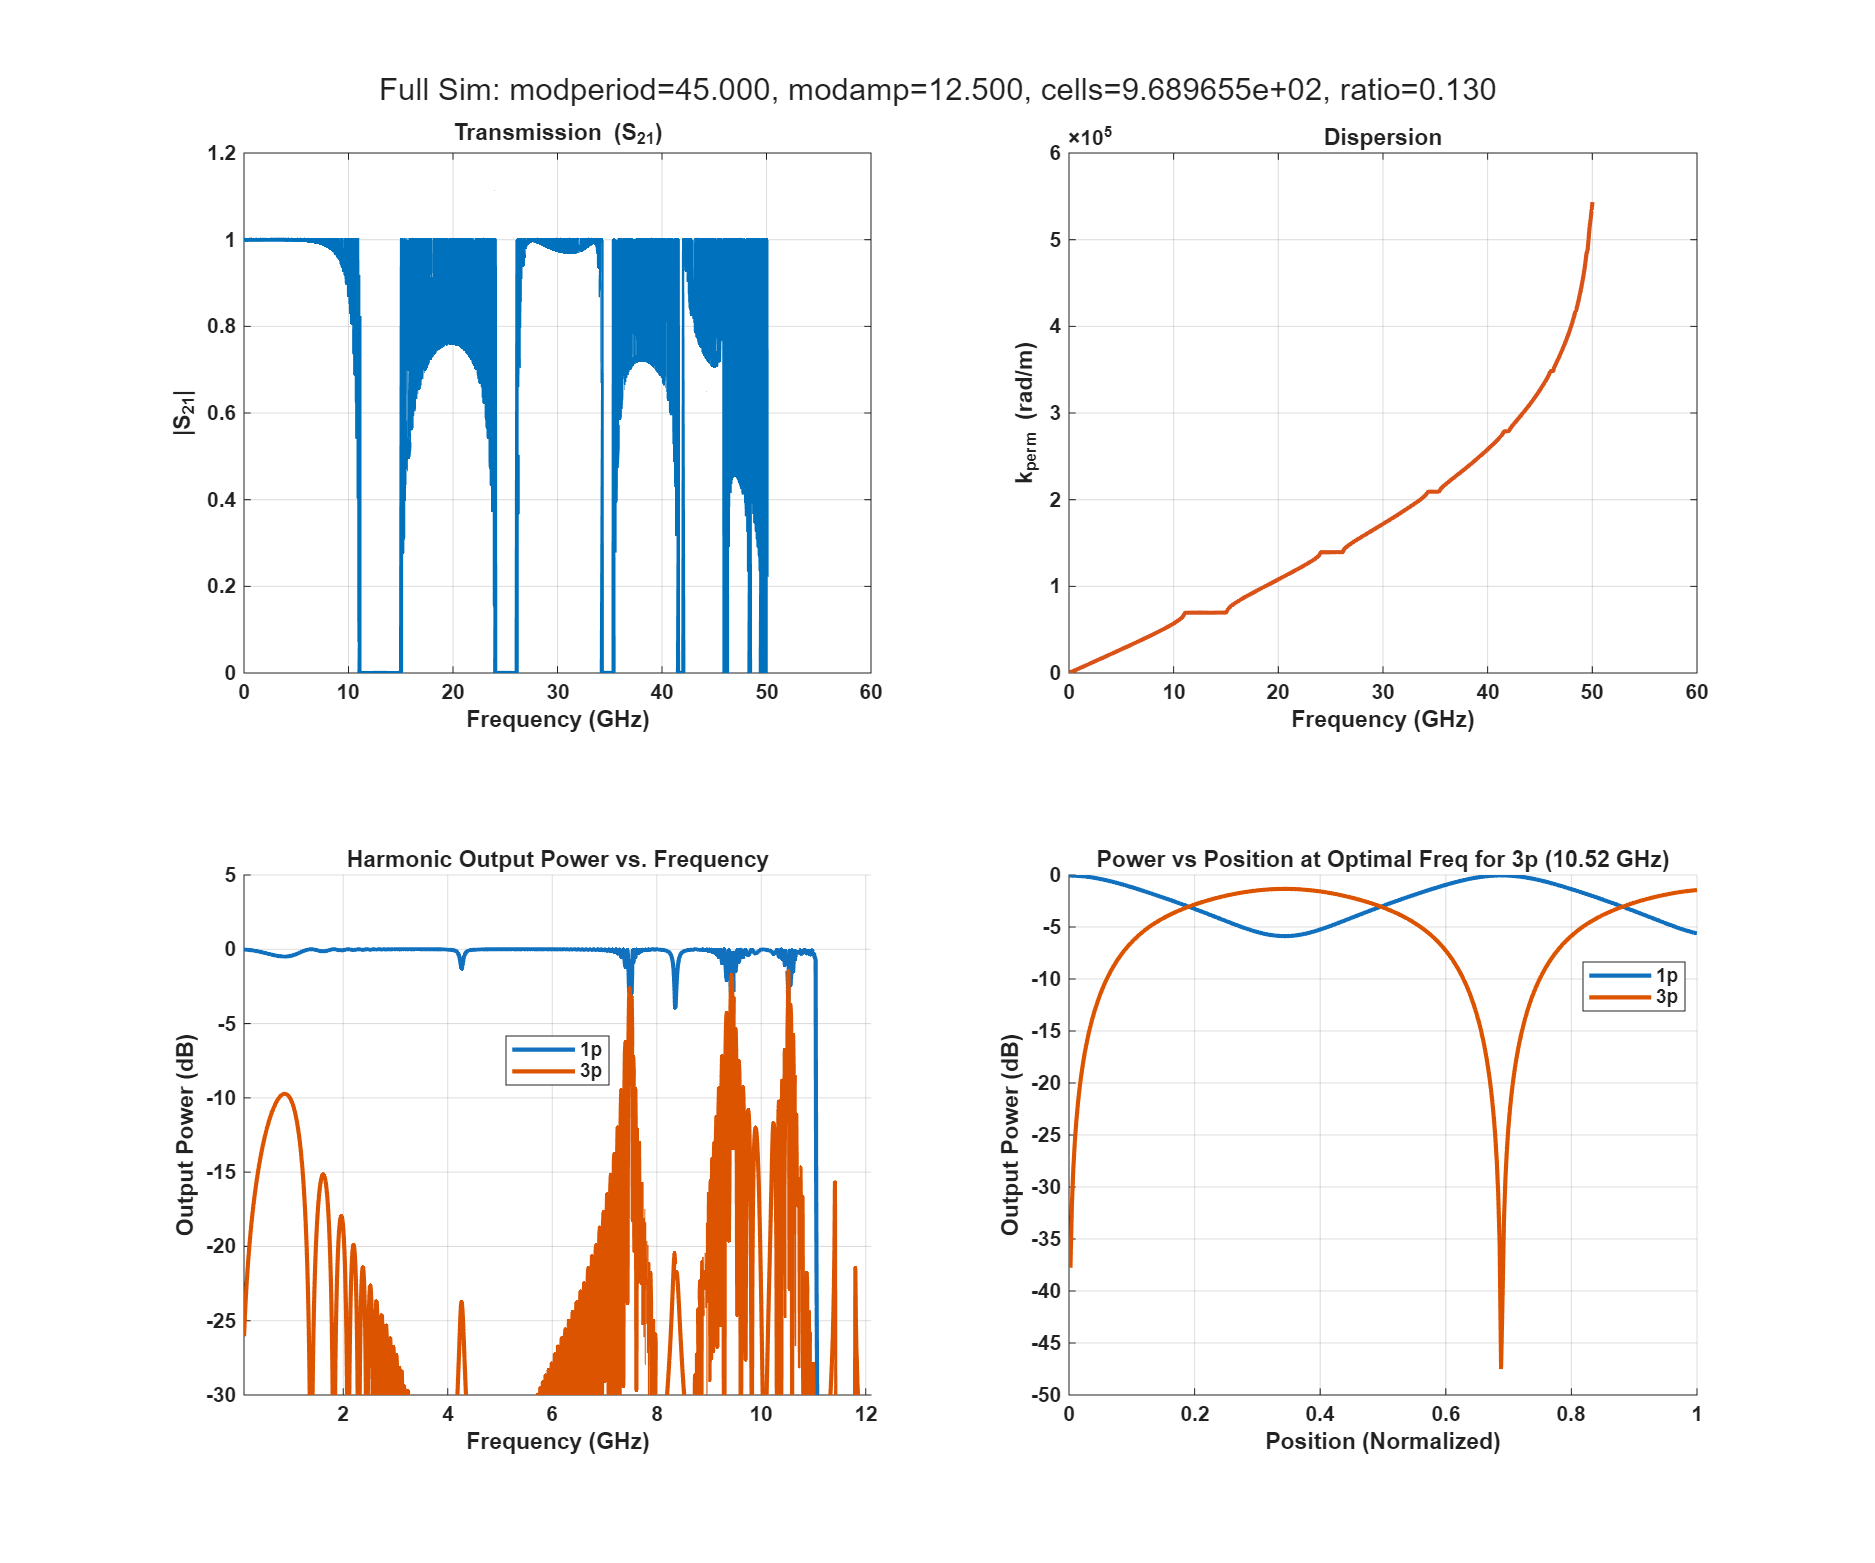 Full Sim: modperiod=45.000, modamp=12.500, cells=9.689655e+02, ratio=0.130
Transmission (S21)
1.2
1
0.8
0.6
0.4
0.2
0
|S21|
0 10 20 30 40 50 60
Frequency (GHz)
×10^5
Dispersion
6
5
4
3
2
1
0
kperm (rad/m)
0 10 20 30 40 50 60
Frequency (GHz)
Harmonic Output Power vs. Frequency
5
0
-5
-10
-15
-20
-25
-30
Output Power (dB)
1p
3p
2 4 6 8 10 12
Frequency (GHz)
Power vs Position at Optimal Freq for 3p (10.52 GHz)
0
-5
-10
-15
-20
-25
-30
-35
-40
-45
-50
Output Power (dB)
1p
3p
0 0.2 0.4 0.6 0.8 1
Position (Normalized)